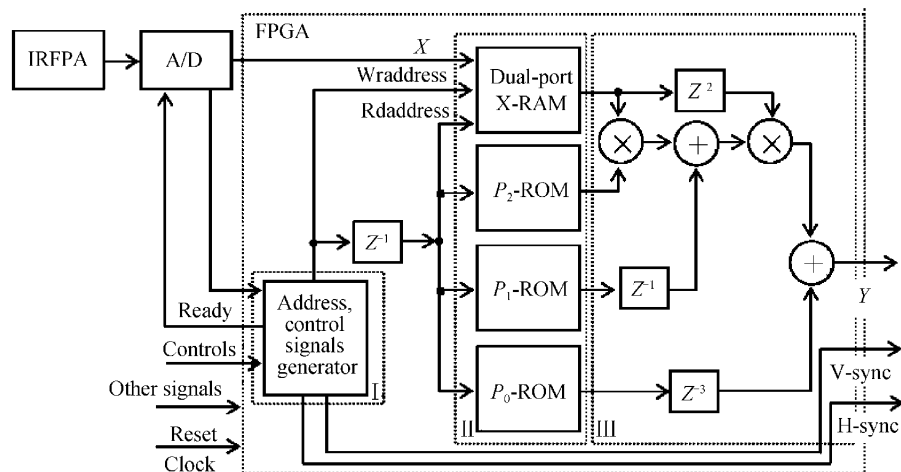 FPGA
IRFPA
A/D
X
Wraddress
Rdaddress
Dual-port
X-RAM
Z⁻²
×
+
×
P₂-ROM
Z⁻¹
P₁-ROM
Z⁻¹
+
Y
Ready
Address,
control
signals
generator
I
Controls
Other signals
Reset
Clock
P₀-ROM
Z⁻³
II
III
V-sync
H-sync